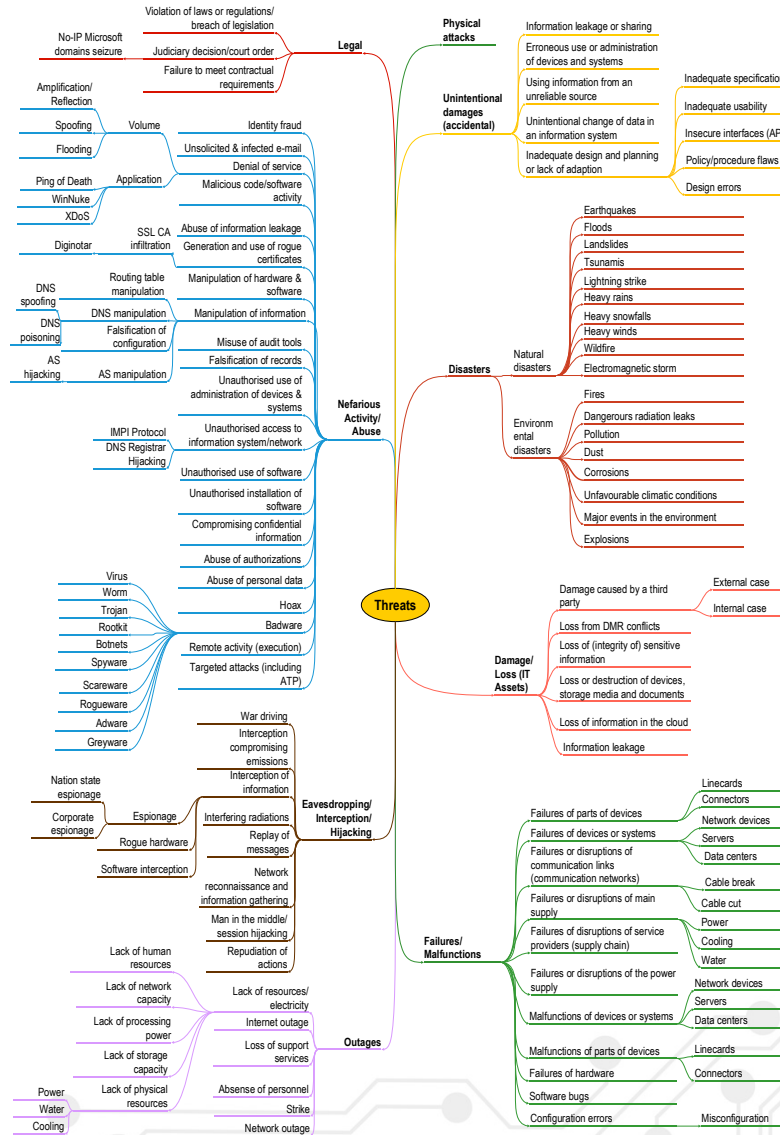 Violation of laws or regulations/
breach of legislation
No-IP Microsoft
domains seizure
Judiciary decision/court order
Failure to meet contractual
requirements
Legal
Amplification/
Reflection
Spoofing
Flooding
Volume
Ping of Death
WinNuke
XDoS
Application
Identity fraud
Unsolicited & infected e-mail
Denial of service
Malicious code/software
activity
Abuse of information leakage
Diginotar
SSL CA
infiltration
Generation and use of rogue
certificates
Manipulation of hardware &
software
Routing table
manipulation
DNS
spoofing
DNS
poisoning
DNS manipulation
Falsification of
configuration
AS
hijacking
AS manipulation
Manipulation of information
Misuse of audit tools
Falsification of records
Unauthorised use of
administration of devices &
systems
IMPI Protocol
DNS Registrar
Hijacking
Unauthorised access to
information system/network
Unauthorised use of software
Unauthorised installation of
software
Compromising confidential
information
Abuse of authorizations
Abuse of personal data
Hoax
Virus
Worm
Trojan
Rootkit
Botnets
Spyware
Scareware
Rogueware
Adware
Greyware
Badware
Remote activity (execution)
Targeted attacks (including
ATP)
Nefarious
Activity/
Abuse
War driving
Interception
compromising
emissions
Interception of
information
Nation state
espionage
Corporate
espionage
Espionage
Rogue hardware
Software interception
Interfering radiations
Replay of
messages
Network
reconnaissance and
information gathering
Man in the middle/
session hijacking
Repudiation of
actions
Eavesdropping/
Interception/
Hijacking
Lack of human
resources
Lack of network
capacity
Lack of processing
power
Lack of storage
capacity
Lack of physical
resources
Power
Water
Cooling
Lack of resources/
electricity
Internet outage
Loss of support
services
Absense of personnel
Strike
Network outage
Outages
Threats
Physical
attacks
Unintentional
damages
(accidental)
Information leakage or sharing
Erroneous use or administration
of devices and systems
Using information from an
unreliable source
Unintentional change of data in
an information system
Inadequate design and planning
or lack of adaption
Inadequate specificatio
Inadequate usability
Insecure interfaces (AP
Policy/procedure flaws
Design errors
Disasters
Natural
disasters
Earthquakes
Floods
Landslides
Tsunamis
Lightning strike
Heavy rains
Heavy snowfalls
Heavy winds
Wildfire
Electromagnetic storm
Environm
ental
disasters
Fires
Dangerours radiation leaks
Pollution
Dust
Corrosions
Unfavourable climatic conditions
Major events in the environment
Explosions
Damage/
Loss (IT
Assets)
Damage caused by a third
party
External case
Internal case
Loss from DMR conflicts
Loss of (integrity of) sensitive
information
Loss or destruction of devices,
storage media and documents
Loss of information in the cloud
Information leakage
Failures/
Malfunctions
Failures of parts of devices
Linecards
Connectors
Failures of devices or systems
Network devices
Servers
Data centers
Failures or disruptions of
communication links
(communication networks)
Cable break
Cable cut
Failures or disruptions of main
supply
Power
Cooling
Water
Failures of disruptions of service
providers (supply chain)
Failures or disruptions of the power
supply
Malfunctions of devices or systems
Network devices
Servers
Data centers
Malfunctions of parts of devices
Linecards
Connectors
Failures of hardware
Software bugs
Configuration errors
Misconfiguration